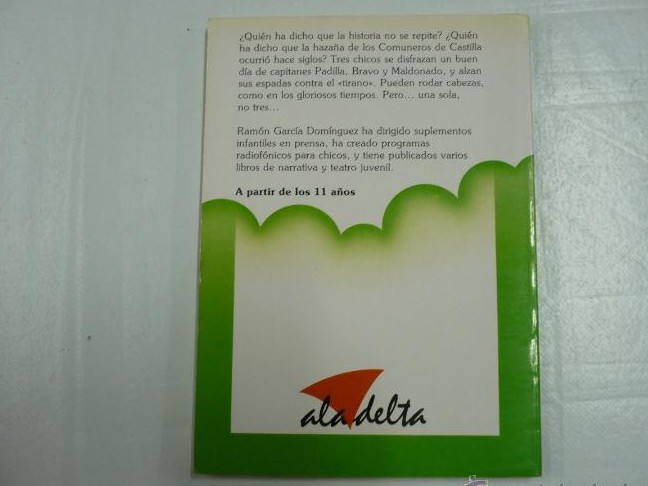 ¿Quién ha dicho que la historia no se repite? ¿Quién
ha dicho que la hazaña de los Comuneros de Castilla
ocurrió hace siglos? Tres chicos se disfrazan un buen
día de capitanes Padilla, Bravo y Maldonado, y alzan
sus espadas contra el «tirano». Pueden rodar cabezas,
como en los gloriosos tiempos. Pero... una sola,
no tres...
Ramón García Domínguez ha dirigido suplementos
infantiles en prensa, ha creado programas
radiofónicos para chicos, y tiene publicados varios
libros de narrativa y teatro juvenil.
A partir de los 11 años
ala delta